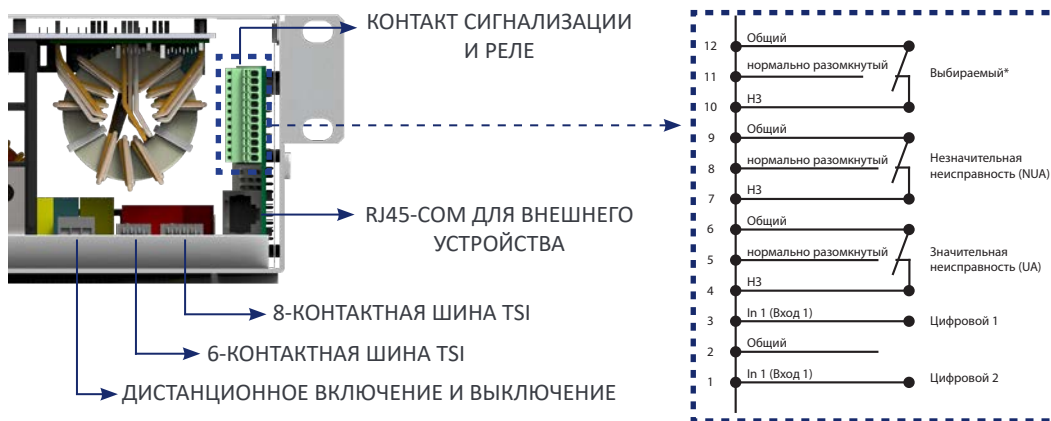 КОНТАКТ СИГНАЛИЗАЦИИ
И РЕЛЕ
RJ45-COM ДЛЯ ВНЕШНЕГО
УСТРОЙСТВА
8-КОНТАКТНАЯ ШИНА TSI
6-КОНТАКТНАЯ ШИНА TSI
ДИСТАНЦИОННОЕ ВКЛЮЧЕНИЕ И ВЫКЛЮЧЕНИЕ
12 Общий
11 нормально разомкнутый
Выбираемый*
10 НЗ
9 Общий
8 нормально разомкнутый
Незначительная
неисправность (NUA)
7 НЗ
6 Общий
5 нормально разомкнутый
Значительная
неисправность (UA)
4 НЗ
3 In 1 (Вход 1) Цифровой 1
2 Общий
1 In 1 (Вход 1) Цифровой 2